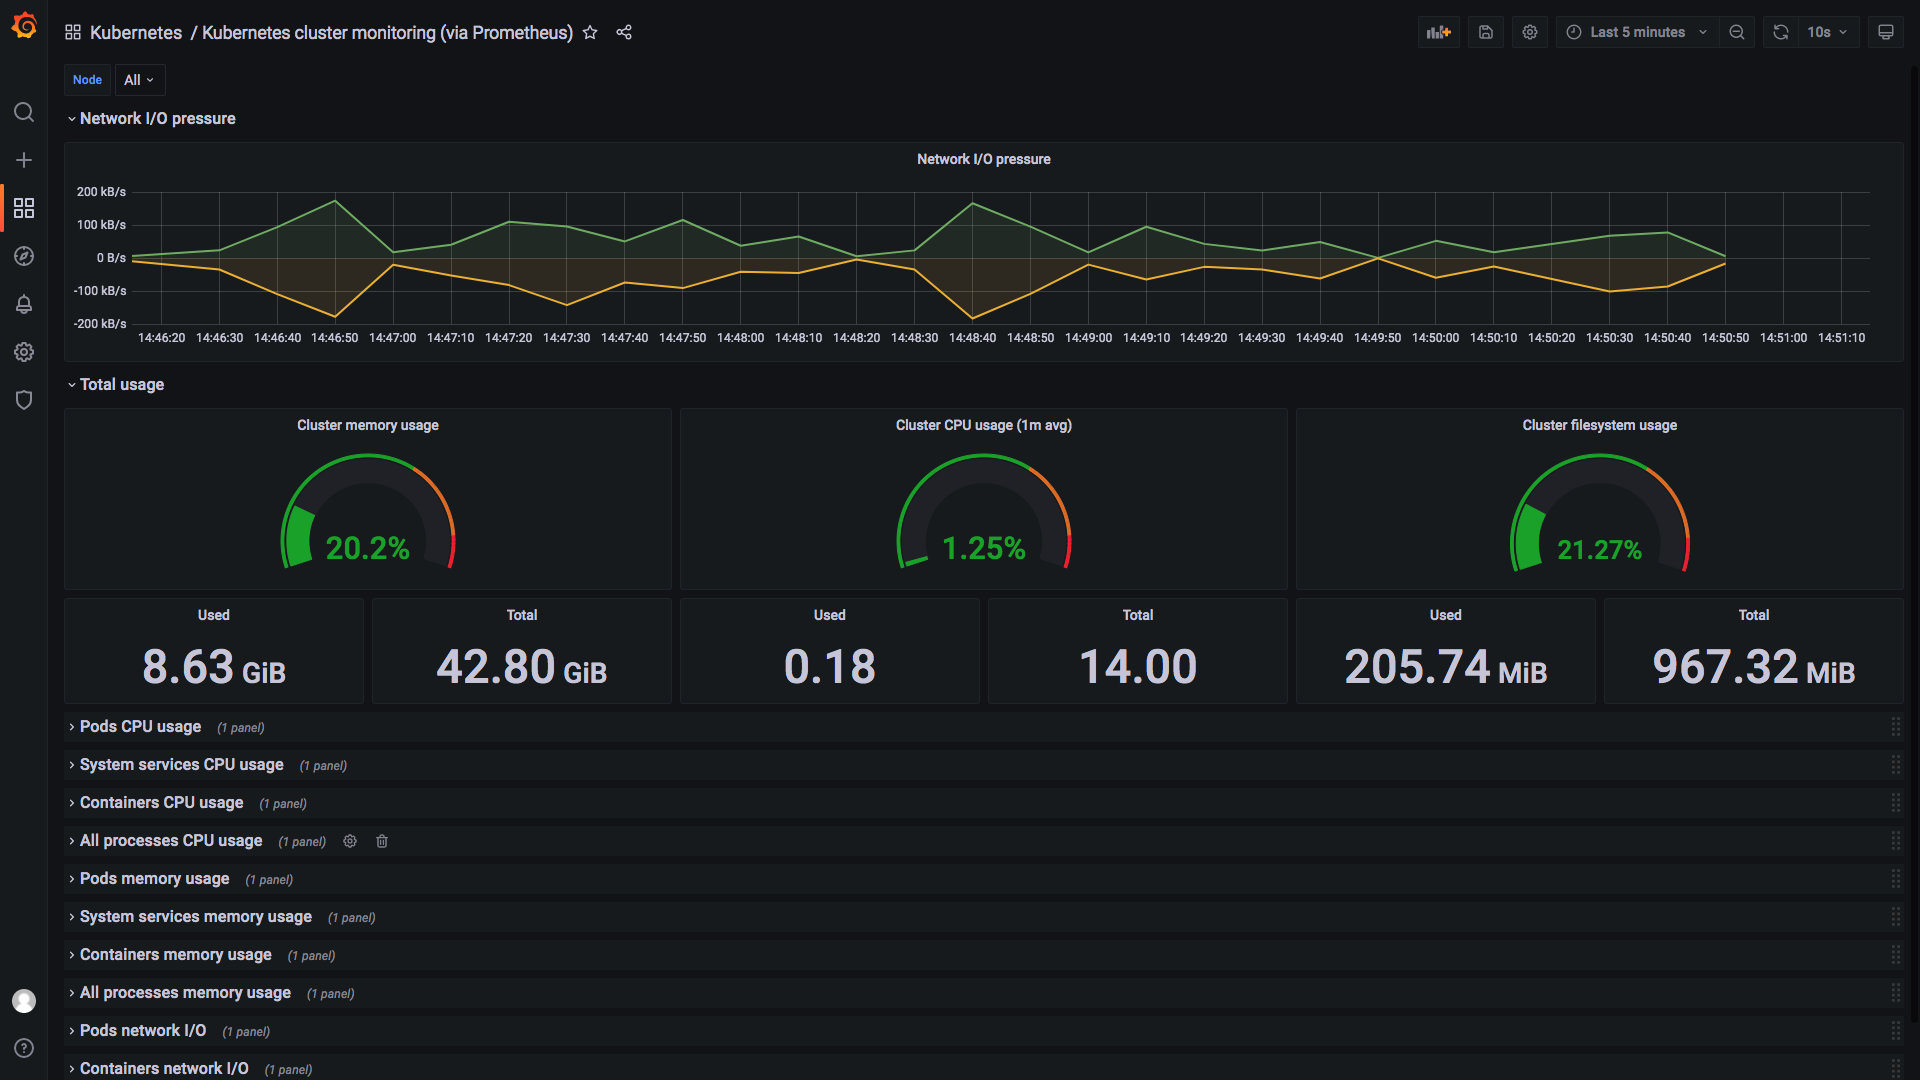 Kubernetes / Kubernetes cluster monitoring (via Prometheus)
Last 5 minutes
10s
Node All
Network I/O pressure
Network I/O pressure
200 kB/s
100 kB/s
0 B/s
-100 kB/s
-200 kB/s
14:46:20 14:46:30 14:46:40 14:46:50 14:47:00 14:47:10 14:47:20 14:47:30 14:47:40 14:47:50 14:48:00 14:48:10 14:48:20 14:48:30 14:48:40 14:48:50 14:49:00 14:49:10 14:49:20 14:49:30 14:49:40 14:49:50 14:50:00 14:50:10 14:50:20 14:50:30 14:50:40 14:50:50 14:51:00 14:51:10
Total usage
Cluster memory usage
20.2%
Cluster CPU usage (1m avg)
1.25%
Cluster filesystem usage
21.27%
Used
8.63 GiB
Total
42.80 GiB
Used
0.18
Total
14.00
Used
205.74 MiB
Total
967.32 MiB
Pods CPU usage (1 panel)
System services CPU usage (1 panel)
Containers CPU usage (1 panel)
All processes CPU usage (1 panel)
Pods memory usage (1 panel)
System services memory usage (1 panel)
Containers memory usage (1 panel)
All processes memory usage (1 panel)
Pods network I/O (1 panel)
Containers network I/O (1 panel)